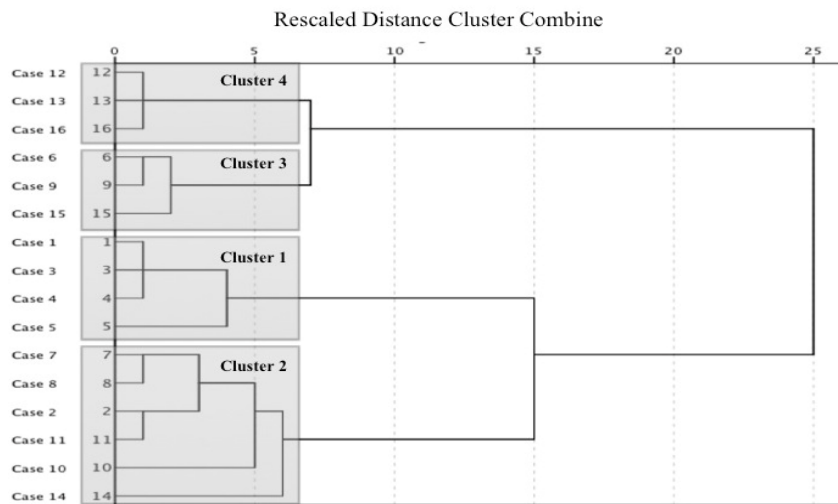 Rescaled Distance Cluster Combine
0 5 10 15 20 25
Case 12 12 Cluster 4
Case 13 13
Case 16 16
Case 6 6 Cluster 3
Case 9 9
Case 15 15
Case 1 1 Cluster 1
Case 3 3
Case 4 4
Case 5 5
Case 7 7 Cluster 2
Case 8 8
Case 2 2
Case 11 11
Case 10 10
Case 14 14